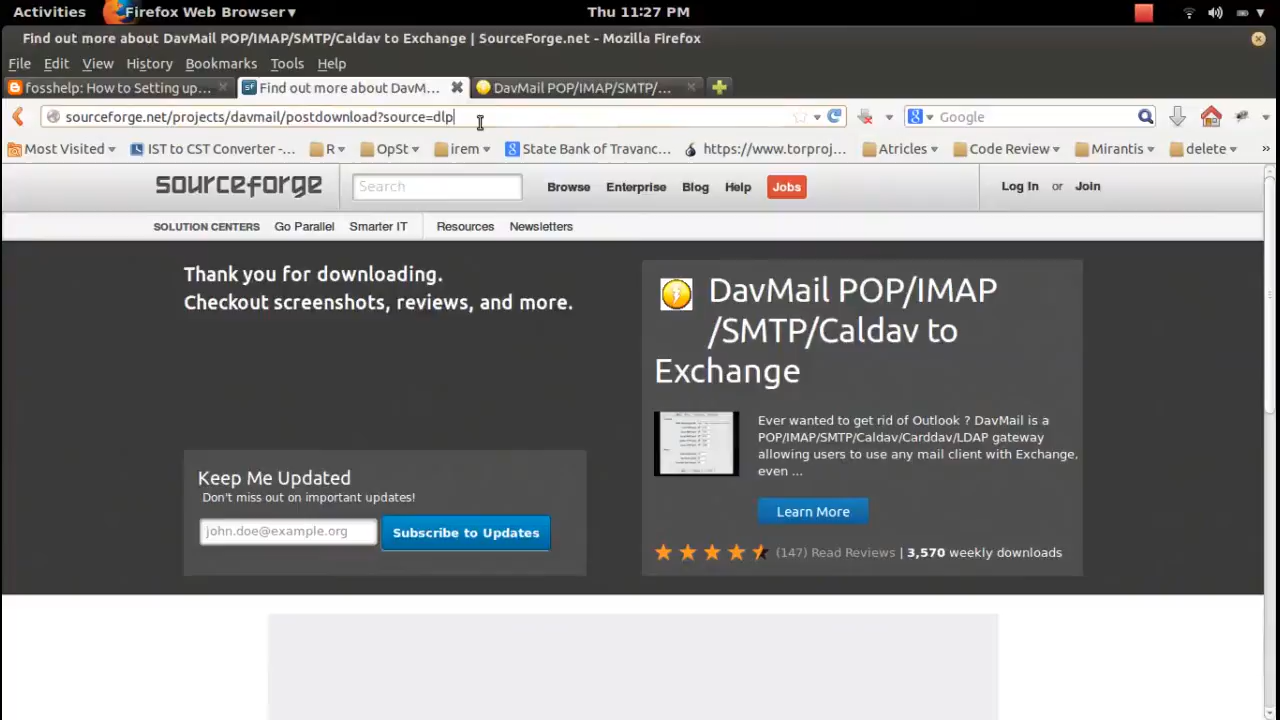 Activities Firefox Web Browser ▾ Thu 11:27 PM
Find out more about DavMail POP/IMAP/SMTP/Caldav to Exchange | SourceForge.net - Mozilla Firefox
File Edit View History Bookmarks Tools Help
fosshelp: How to Setting up... Find out more about DavM... DavMail POP/IMAP/SMTP/...
sourceforge.net/projects/davmail/postdownload?source=dlp Google
Most Visited IST to CST Converter -... R OpSt irem State Bank of Travanc... https://www.torproj... Atricles Code Review Mirantis delete »
sourceforge Search Browse Enterprise Blog Help Jobs Log In or Join
SOLUTION CENTERS Go Parallel Smarter IT Resources Newsletters
Thank you for downloading.
Checkout screenshots, reviews, and more.
DavMail POP/IMAP
/SMTP/Caldav to
Exchange
Ever wanted to get rid of Outlook ? DavMail is a
POP/IMAP/SMTP/Caldav/Carddav/LDAP gateway
allowing users to use any mail client with Exchange,
even ...
Learn More
(147) Read Reviews | 3,570 weekly downloads
Keep Me Updated
Don't miss out on important updates!
john.doe@example.org Subscribe to Updates